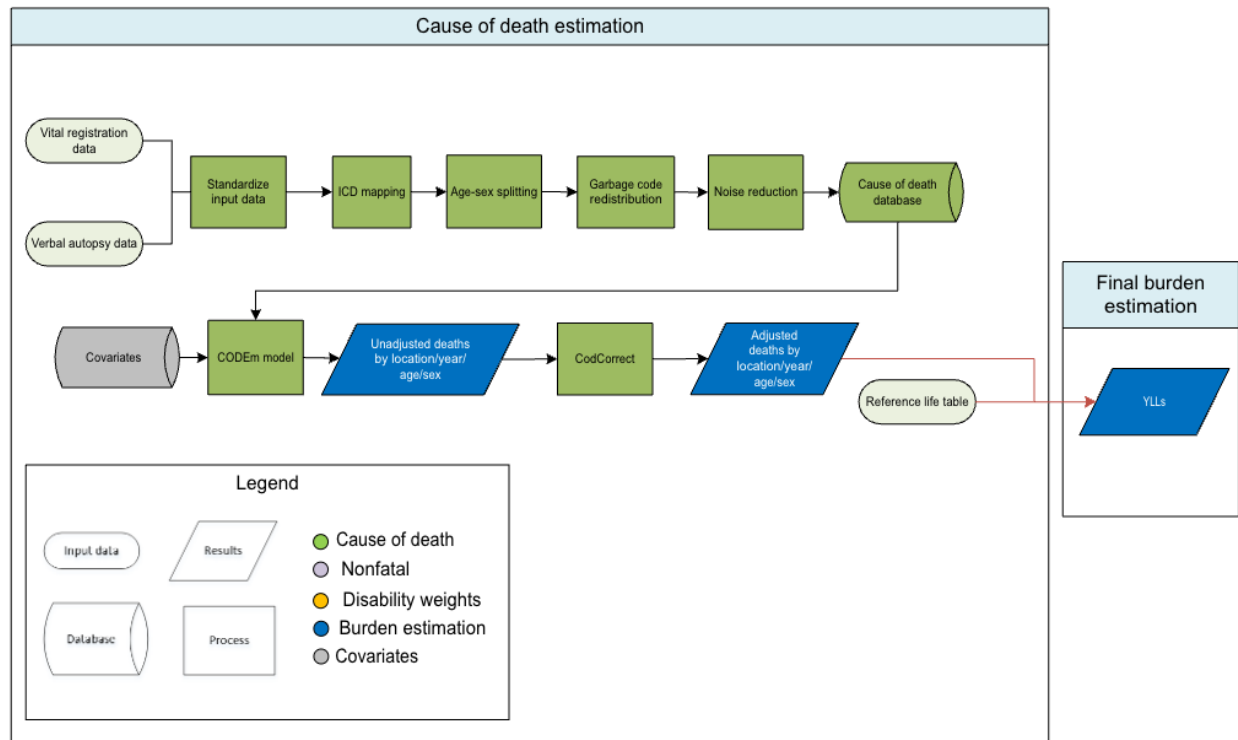 Cause of death estimation
Vital registration
data
Verbal autopsy data
Standardize
input data
ICD mapping
Age-sex splitting
Garbage code
redistribution
Noise reduction
Cause of death
database
Covariates
CODEm model
Unadjusted deaths
by location/year/
age/sex
CodCorrect
Adjusted
deaths by
location/year/
age/sex
Reference life table
Final burden
estimation
YLLs
Legend
Input data
Results
Database
Process
Cause of death
Nonfatal
Disability weights
Burden estimation
Covariates